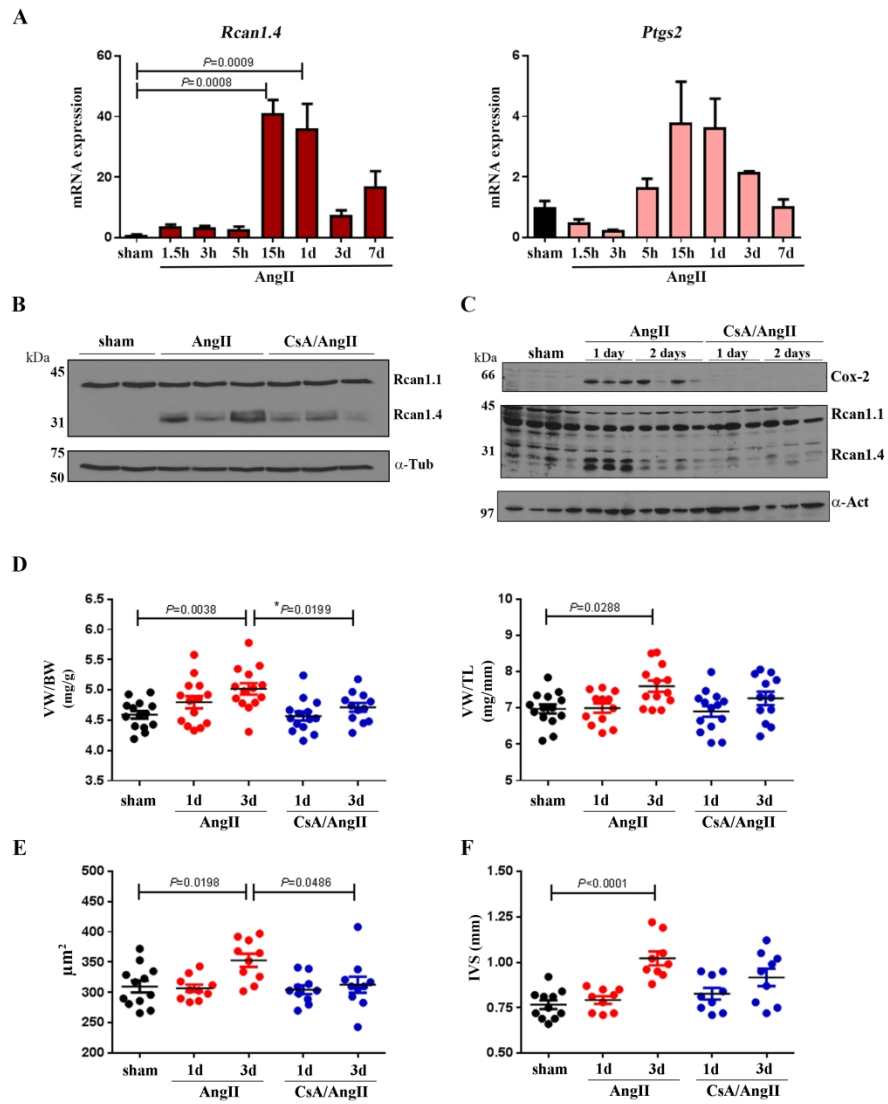 A
Rcan1.4
mRNA expression
60
40
20
0
P=0.0009
P=0.0008
sham 1.5h 3h 5h 15h 1d 3d 7d
AngII
Ptgs2
mRNA expression
6
4
2
0
sham 1.5h 3h 5h 15h 1d 3d 7d
AngII
B
sham AngII CsA/AngII
kDa
45
31
Rcan1.1
Rcan1.4
75
50
α-Tub
C
AngII CsA/AngII
sham 1 day 2 days 1 day 2 days
kDa
66
Cox-2
45
31
Rcan1.1
Rcan1.4
97
α-Act
D
VW/BW
(mg/g)
6.5
6.0
5.5
5.0
4.5
4.0
3.5
P=0.0038
*P=0.0199
sham 1d 3d 1d 3d
AngII CsA/AngII
VW/TL
(mg/mm)
10
9
8
7
6
5
P=0.0288
sham 1d 3d 1d 3d
AngII CsA/AngII
E
µm²
500
450
400
350
300
250
200
P=0.0198
P=0.0486
sham 1d 3d 1d 3d
AngII CsA/AngII
F
IVS (mm)
1.50
1.25
1.00
0.75
0.50
P<0.0001
sham 1d 3d 1d 3d
AngII CsA/AngII